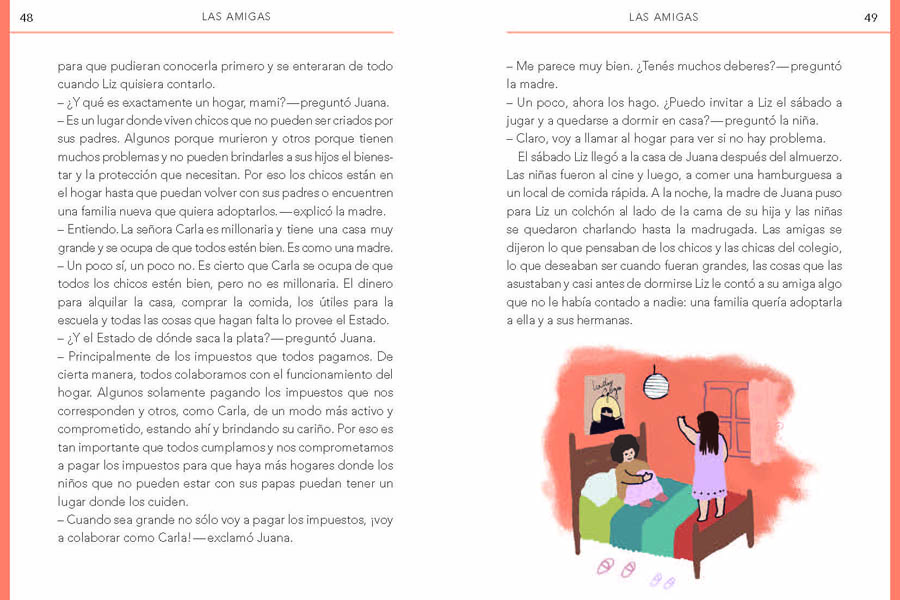 48
LAS AMIGAS
para que pudieran conocerla primero y se enteraran de todo
cuando Liz quisiera contarlo.
– ¿Y qué es exactamente un hogar, mami?—preguntó Juana.
– Es un lugar donde viven chicos que no pueden ser criados por
sus padres. Algunos porque murieron y otros porque tienen
muchos problemas y no pueden brindarles a sus hijos el bienes-
tar y la protección que necesitan. Por eso los chicos están en
el hogar hasta que puedan volver con sus padres o encuentren
una familia nueva que quiera adoptarlos.—explicó la madre.
– Entiendo. La señora Carla es millonaria y tiene una casa muy
grande y se ocupa de que todos estén bien. Es como una madre.
– Un poco sí, un poco no. Es cierto que Carla se ocupa de que
todos los chicos estén bien, pero no es millonaria. El dinero
para alquilar la casa, comprar la comida, los útiles para la
escuela y todas las cosas que hagan falta lo provee el Estado.
– ¿Y el Estado de dónde saca la plata?—preguntó Juana.
– Principalmente de los impuestos que todos pagamos. De
cierta manera, todos colaboramos con el funcionamiento del
hogar. Algunos solamente pagando los impuestos que nos
corresponden y otros, como Carla, de un modo más activo y
comprometido, estando ahí y brindando su cariño. Por eso es
tan importante que todos cumplamos y nos comprometamos
a pagar los impuestos para que haya más hogares donde los
niños que no pueden estar con sus papas puedan tener un
lugar donde los cuiden.
– Cuando sea grande no sólo voy a pagar los impuestos, ¡voy
a colaborar como Carla!—exclamó Juana.
LAS AMIGAS
49
– Me parece muy bien. ¿Tenés muchos deberes?—preguntó
la madre.
– Un poco, ahora los hago. ¿Puedo invitar a Liz el sábado a
jugar y a quedarse a dormir en casa?—preguntó la niña.
– Claro, voy a llamar al hogar para ver si no hay problema.
El sábado Liz llegó a la casa de Juana después del almuerzo.
Las niñas fueron al cine y luego, a comer una hamburguesa a
un local de comida rápida. A la noche, la madre de Juana puso
para Liz un colchón al lado de la cama de su hija y las niñas
se quedaron charlando hasta la madrugada. Las amigas se
dijeron lo que pensaban de los chicos y las chicas del colegio,
lo que deseaban ser cuando fueran grandes, las cosas que las
asustaban y casi antes de dormirse Liz le contó a su amiga algo
que no le había contado a nadie: una familia quería adoptarla
a ella y a sus hermanas.